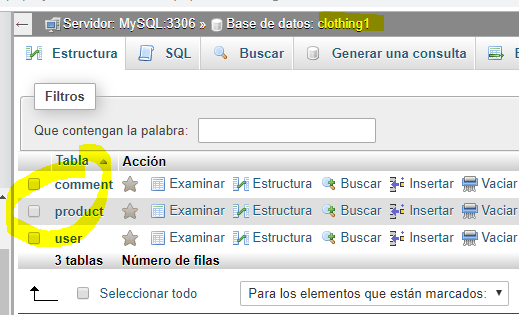 Servidor: MySQL:3306 » Base de datos: clothing1
Estructura SQL Buscar Generar una consulta
Filtros
Que contengan la palabra:
Tabla Acción
comment Examinar Estructura Buscar Insertar Vaciar
product Examinar Estructura Buscar Insertar Vaciar
user Examinar Estructura Buscar Insertar Vaciar
3 tablas Número de filas
Seleccionar todo Para los elementos que están marcados: